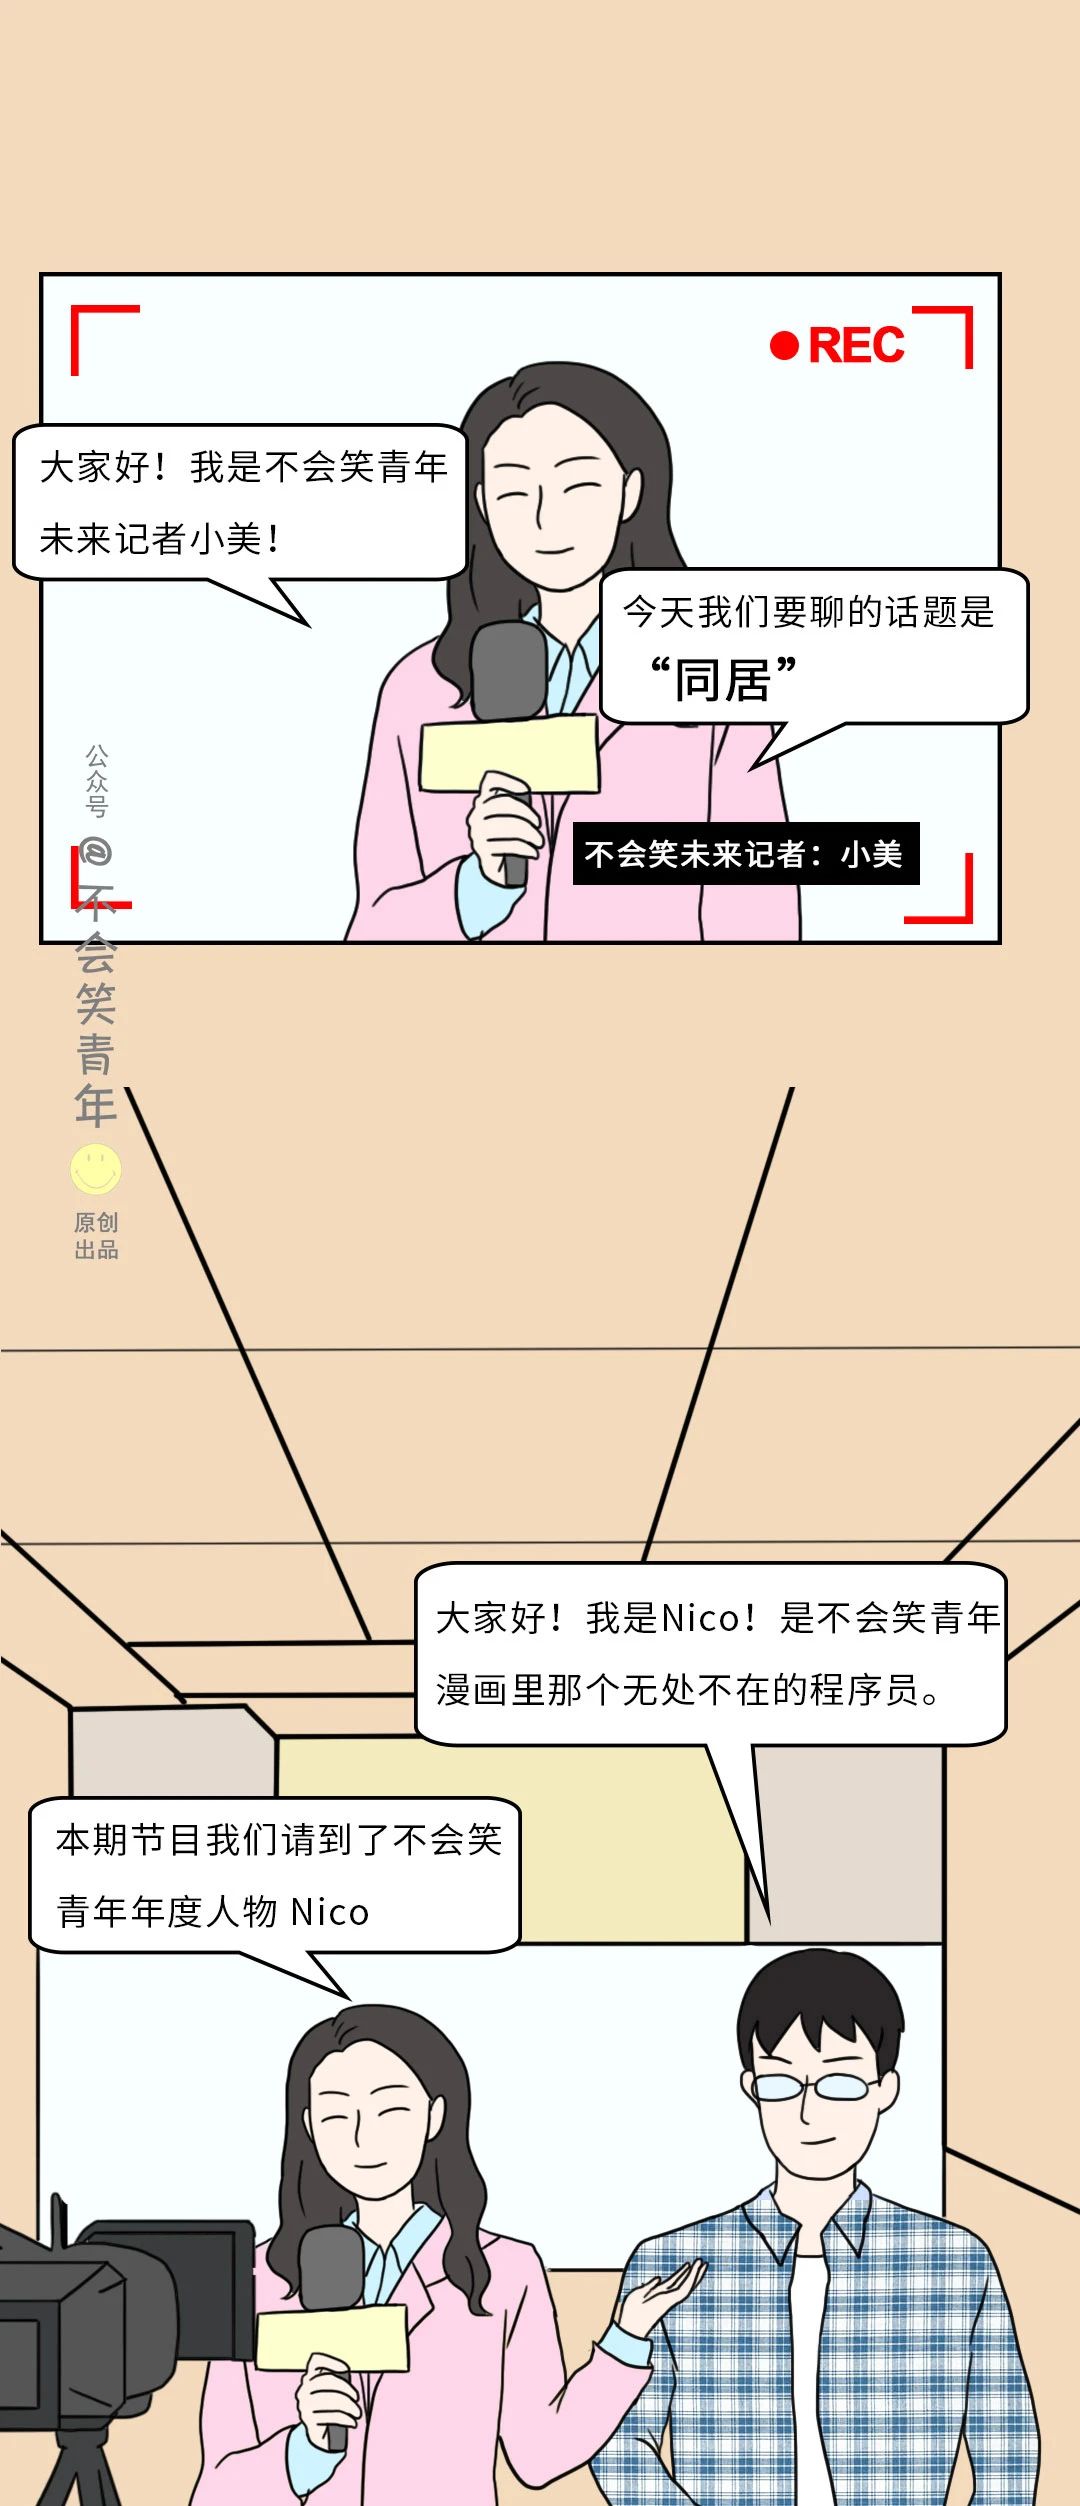 REC
大家好！我是不会笑青年
未来记者小美！
今天我们要聊的话题是
“同居”
不会笑未来记者：小美
公众号
@不会笑青年
原创
出品
大家好！我是Nico！是不会笑青年
漫画里那个无处不在的程序员。
本期节目我们请到了不会笑
青年年度人物 Nico